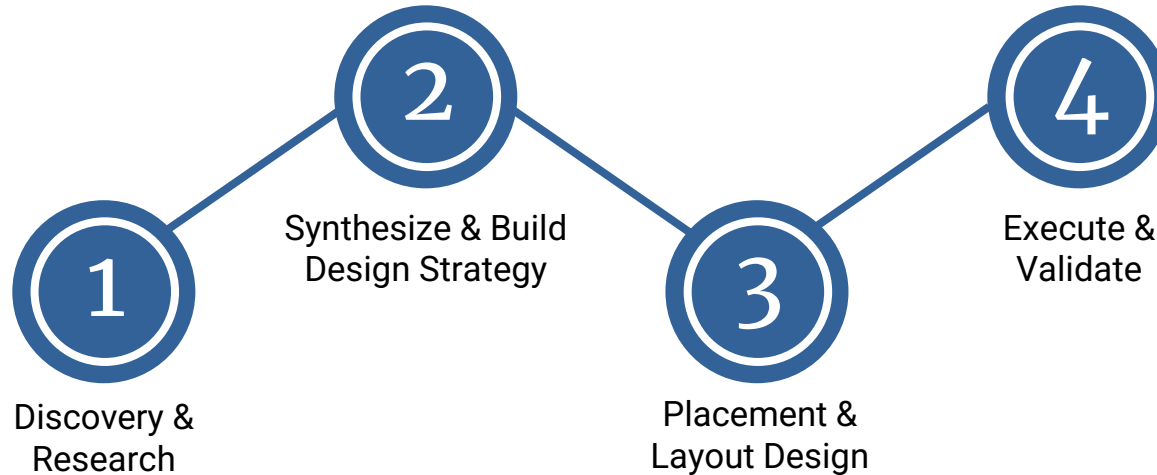 1
Discovery &
Research
2
Synthesize & Build
Design Strategy
3
Placement &
Layout Design
4
Execute &
Validate